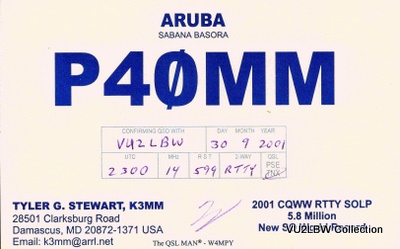 ARUBA
SABANA BASORA
P4ØMM
CONFIRMING QSO WITH DAY MONTH YEAR
VU2LBW 30 9 2001
UTC MHz R S T 2-WAY QSL
2300 14 599 RTTY PSE TNX
TYLER G. STEWART, K3MM
28501 Clarksburg Road
Damascus, MD 20872-1371 USA
Email: k3mm@arrl.net
2001 CQWW RTTY SOLP
5.8 Million
New SO
VU2LBW Collection
The QSL MAN® - W4MPY